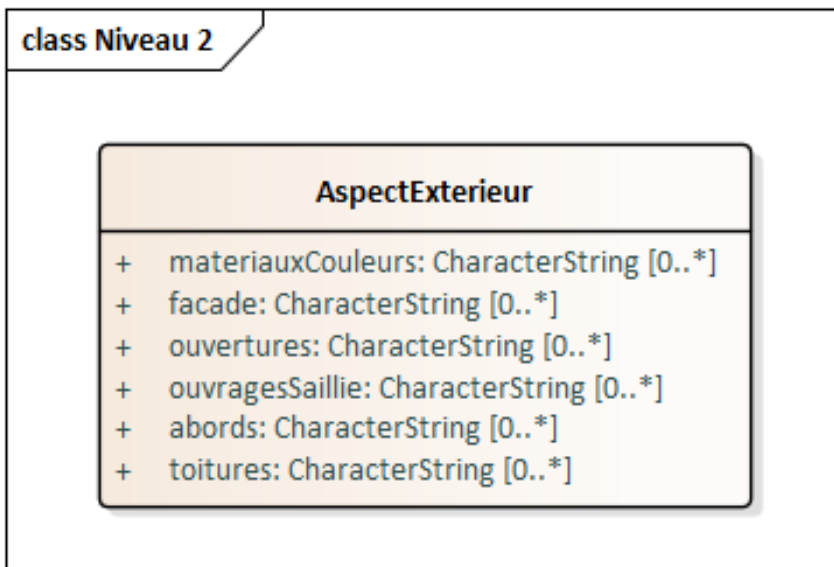 class Niveau 2
AspectExterieur
+ materiauxCouleurs: CharacterString [0..*]
+ facade: CharacterString [0..*]
+ ouvertures: CharacterString [0..*]
+ ouvragesSaillie: CharacterString [0..*]
+ abords: CharacterString [0..*]
+ toitures: CharacterString [0..*]